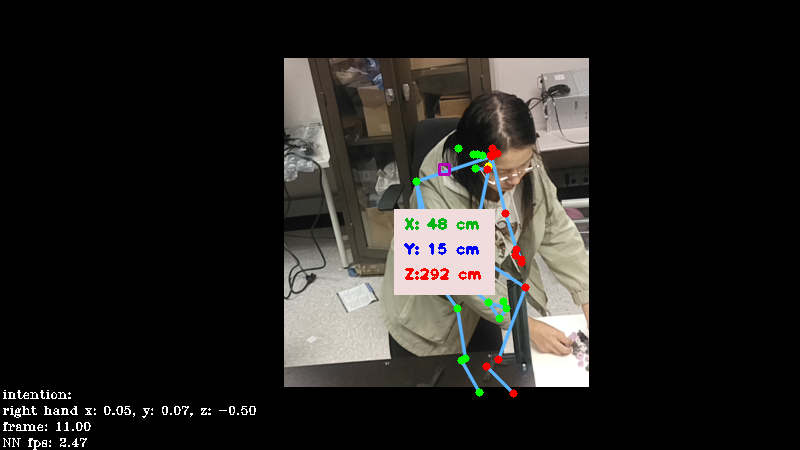 X: 48 cm
Y: 15 cm
Z:292 cm
intention:
right hand x: 0.05, y: 0.07, z: -0.50
frame: 11.00
NN fps: 2.47